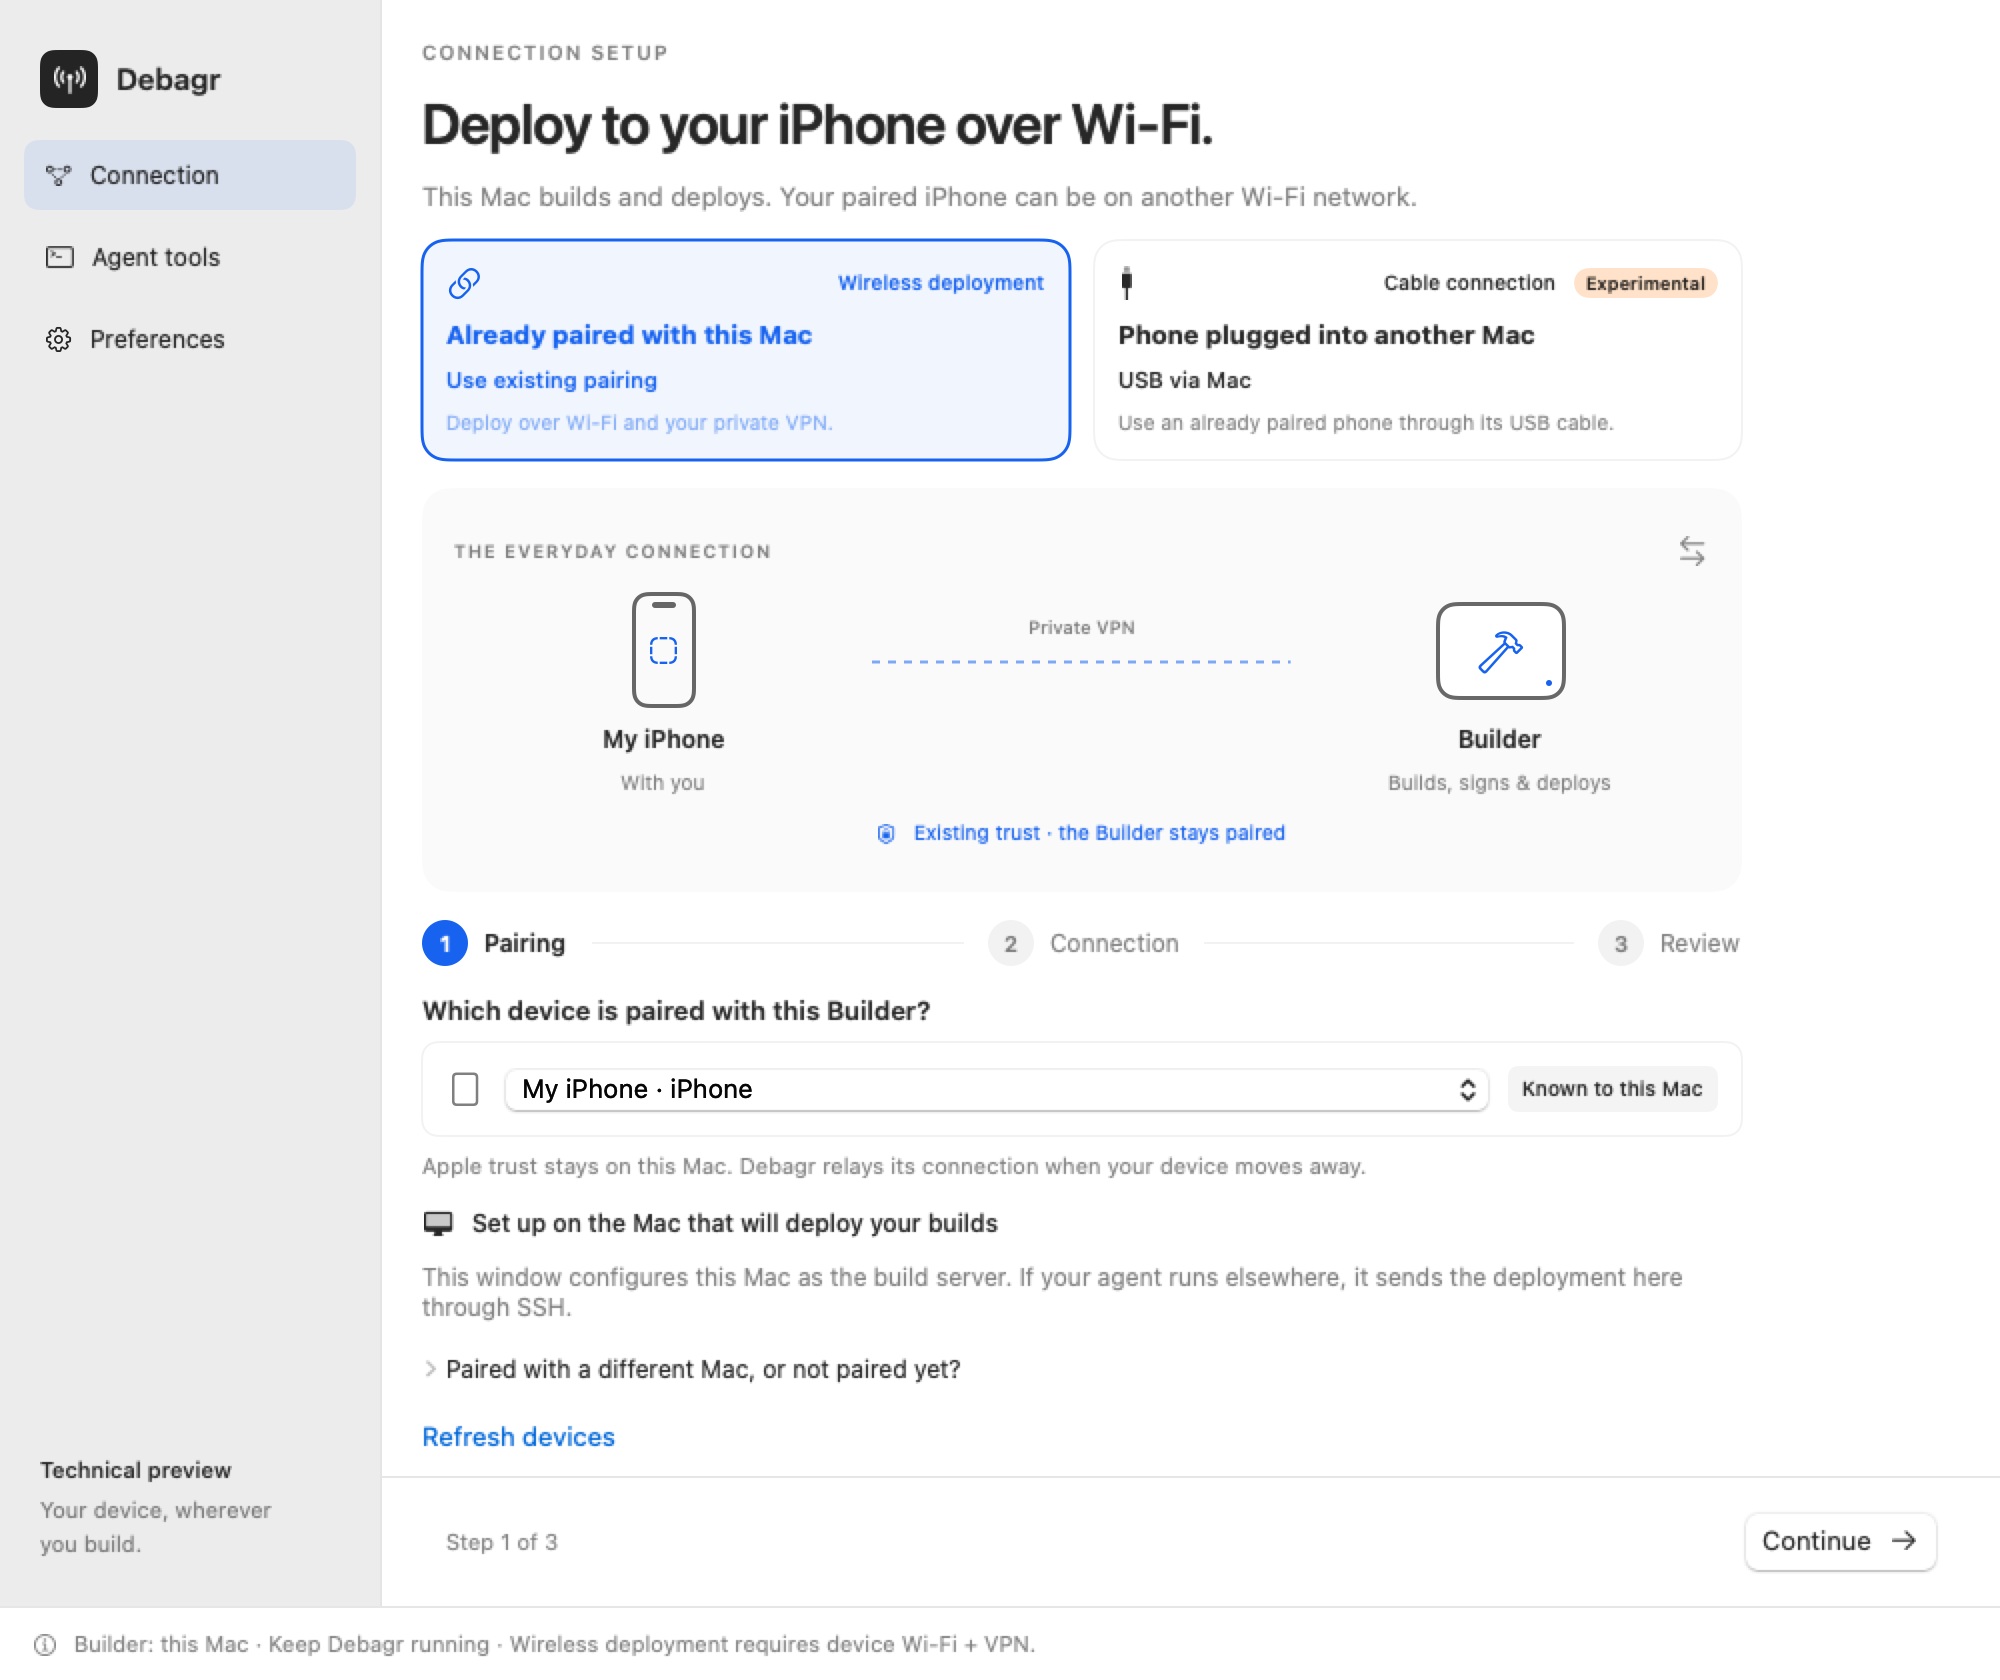 Debagr
Connection
Agent tools
Preferences
Technical preview
Your device, wherever
you build.
CONNECTION SETUP
Deploy to your iPhone over Wi-Fi.
This Mac builds and deploys. Your paired iPhone can be on another Wi-Fi network.
Wireless deployment
Already paired with this Mac
Use existing pairing
Deploy over Wi-Fi and your private VPN.
Cable connection Experimental
Phone plugged into another Mac
USB via Mac
Use an already paired phone through its USB cable.
THE EVERYDAY CONNECTION
Private VPN
My iPhone
With you
Builder
Builds, signs & deploys
Existing trust · the Builder stays paired
1 Pairing 2 Connection 3 Review
Which device is paired with this Builder?
My iPhone · iPhone Known to this Mac
Apple trust stays on this Mac. Debagr relays its connection when your device moves away.
Set up on the Mac that will deploy your builds
This window configures this Mac as the build server. If your agent runs elsewhere, it sends the deployment here
through SSH.
Paired with a different Mac, or not paired yet?
Refresh devices
Step 1 of 3 Continue →
Builder: this Mac · Keep Debagr running · Wireless deployment requires device Wi-Fi + VPN.